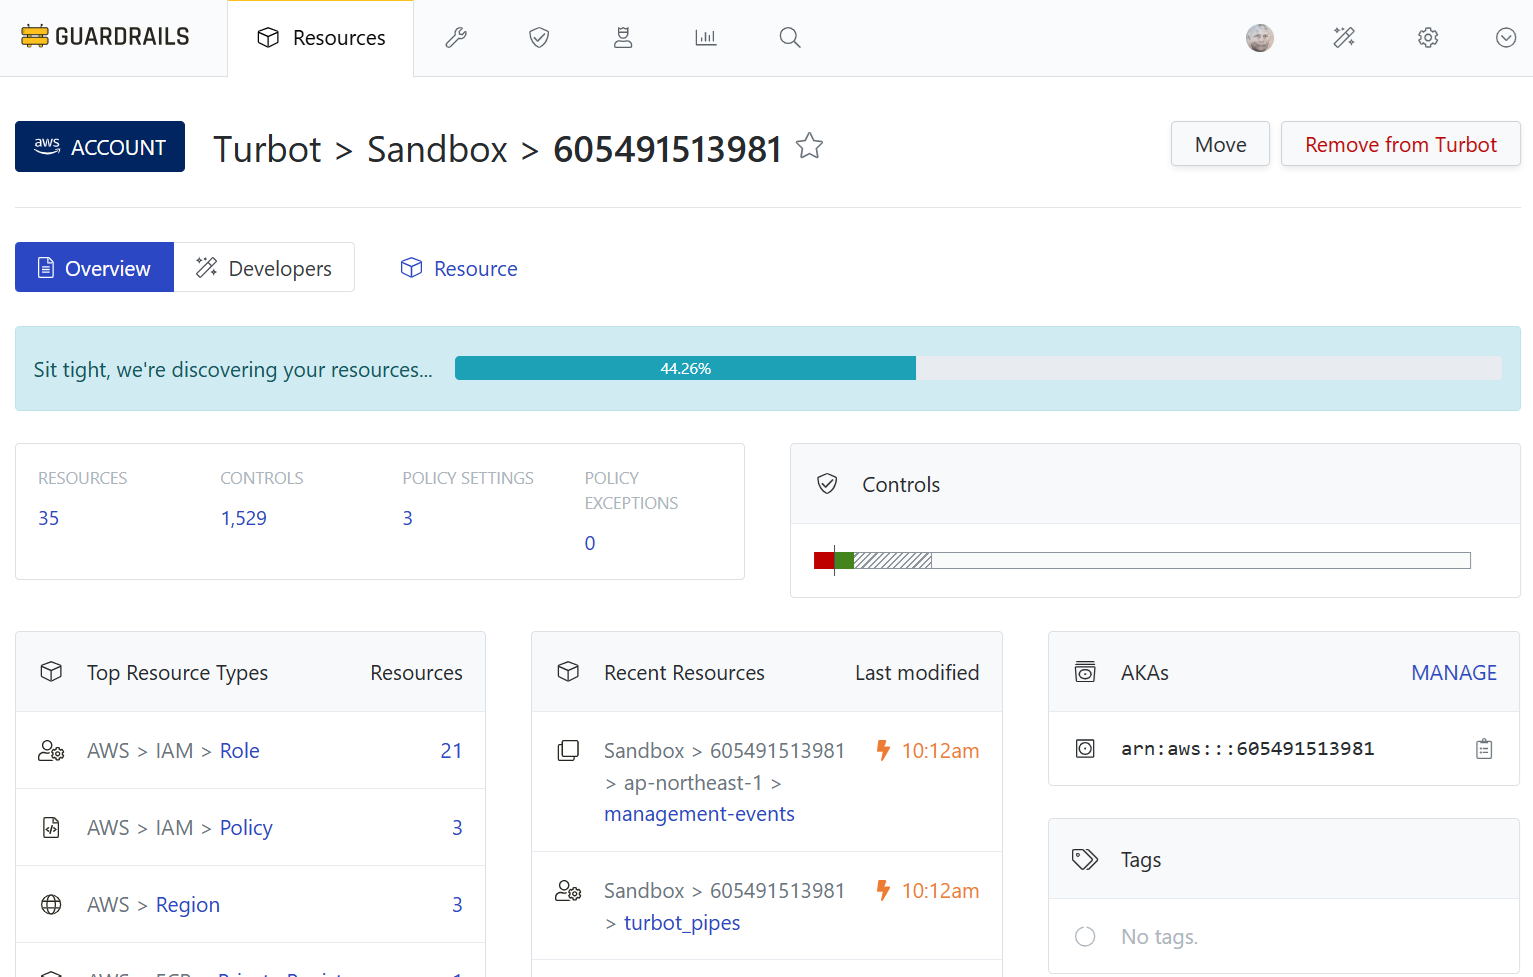 GUARDRAILS
Resources
aws ACCOUNT
Turbot > Sandbox > 605491513981
Move
Remove from Turbot
Overview
Developers
Resource
Sit tight, we're discovering your resources...
44.26%
RESOURCES
35
CONTROLS
1,529
POLICY SETTINGS
3
POLICY
EXCEPTIONS
0
Controls
Top Resource Types Resources
AWS > IAM > Role 21
AWS > IAM > Policy 3
AWS > Region 3
Recent Resources Last modified
Sandbox > 605491513981 10:12am
> ap-northeast-1 >
management-events
Sandbox > 605491513981 10:12am
> turbot_pipes
AKAs MANAGE
arn:aws:::605491513981
Tags
No tags.